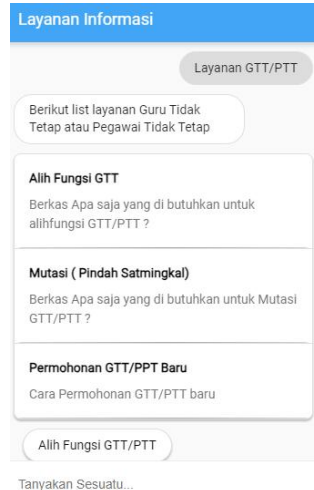 Layanan Informasi
Layanan GTT/PTT
Berikut list layanan Guru Tidak
Tetap atau Pegawai Tidak Tetap
Alih Fungsi GTT
Berkas Apa saja yang di butuhkan untuk
alihfungsi GTT/PTT ?
Mutasi ( Pindah Satmingkal)
Berkas Apa saja yang di butuhkan untuk Mutasi
GTT/PTT ?
Permohonan GTT/PPT Baru
Cara Permohonan GTT/PTT baru
Alih Fungsi GTT/PTT
Tanyakan Sesuatu...